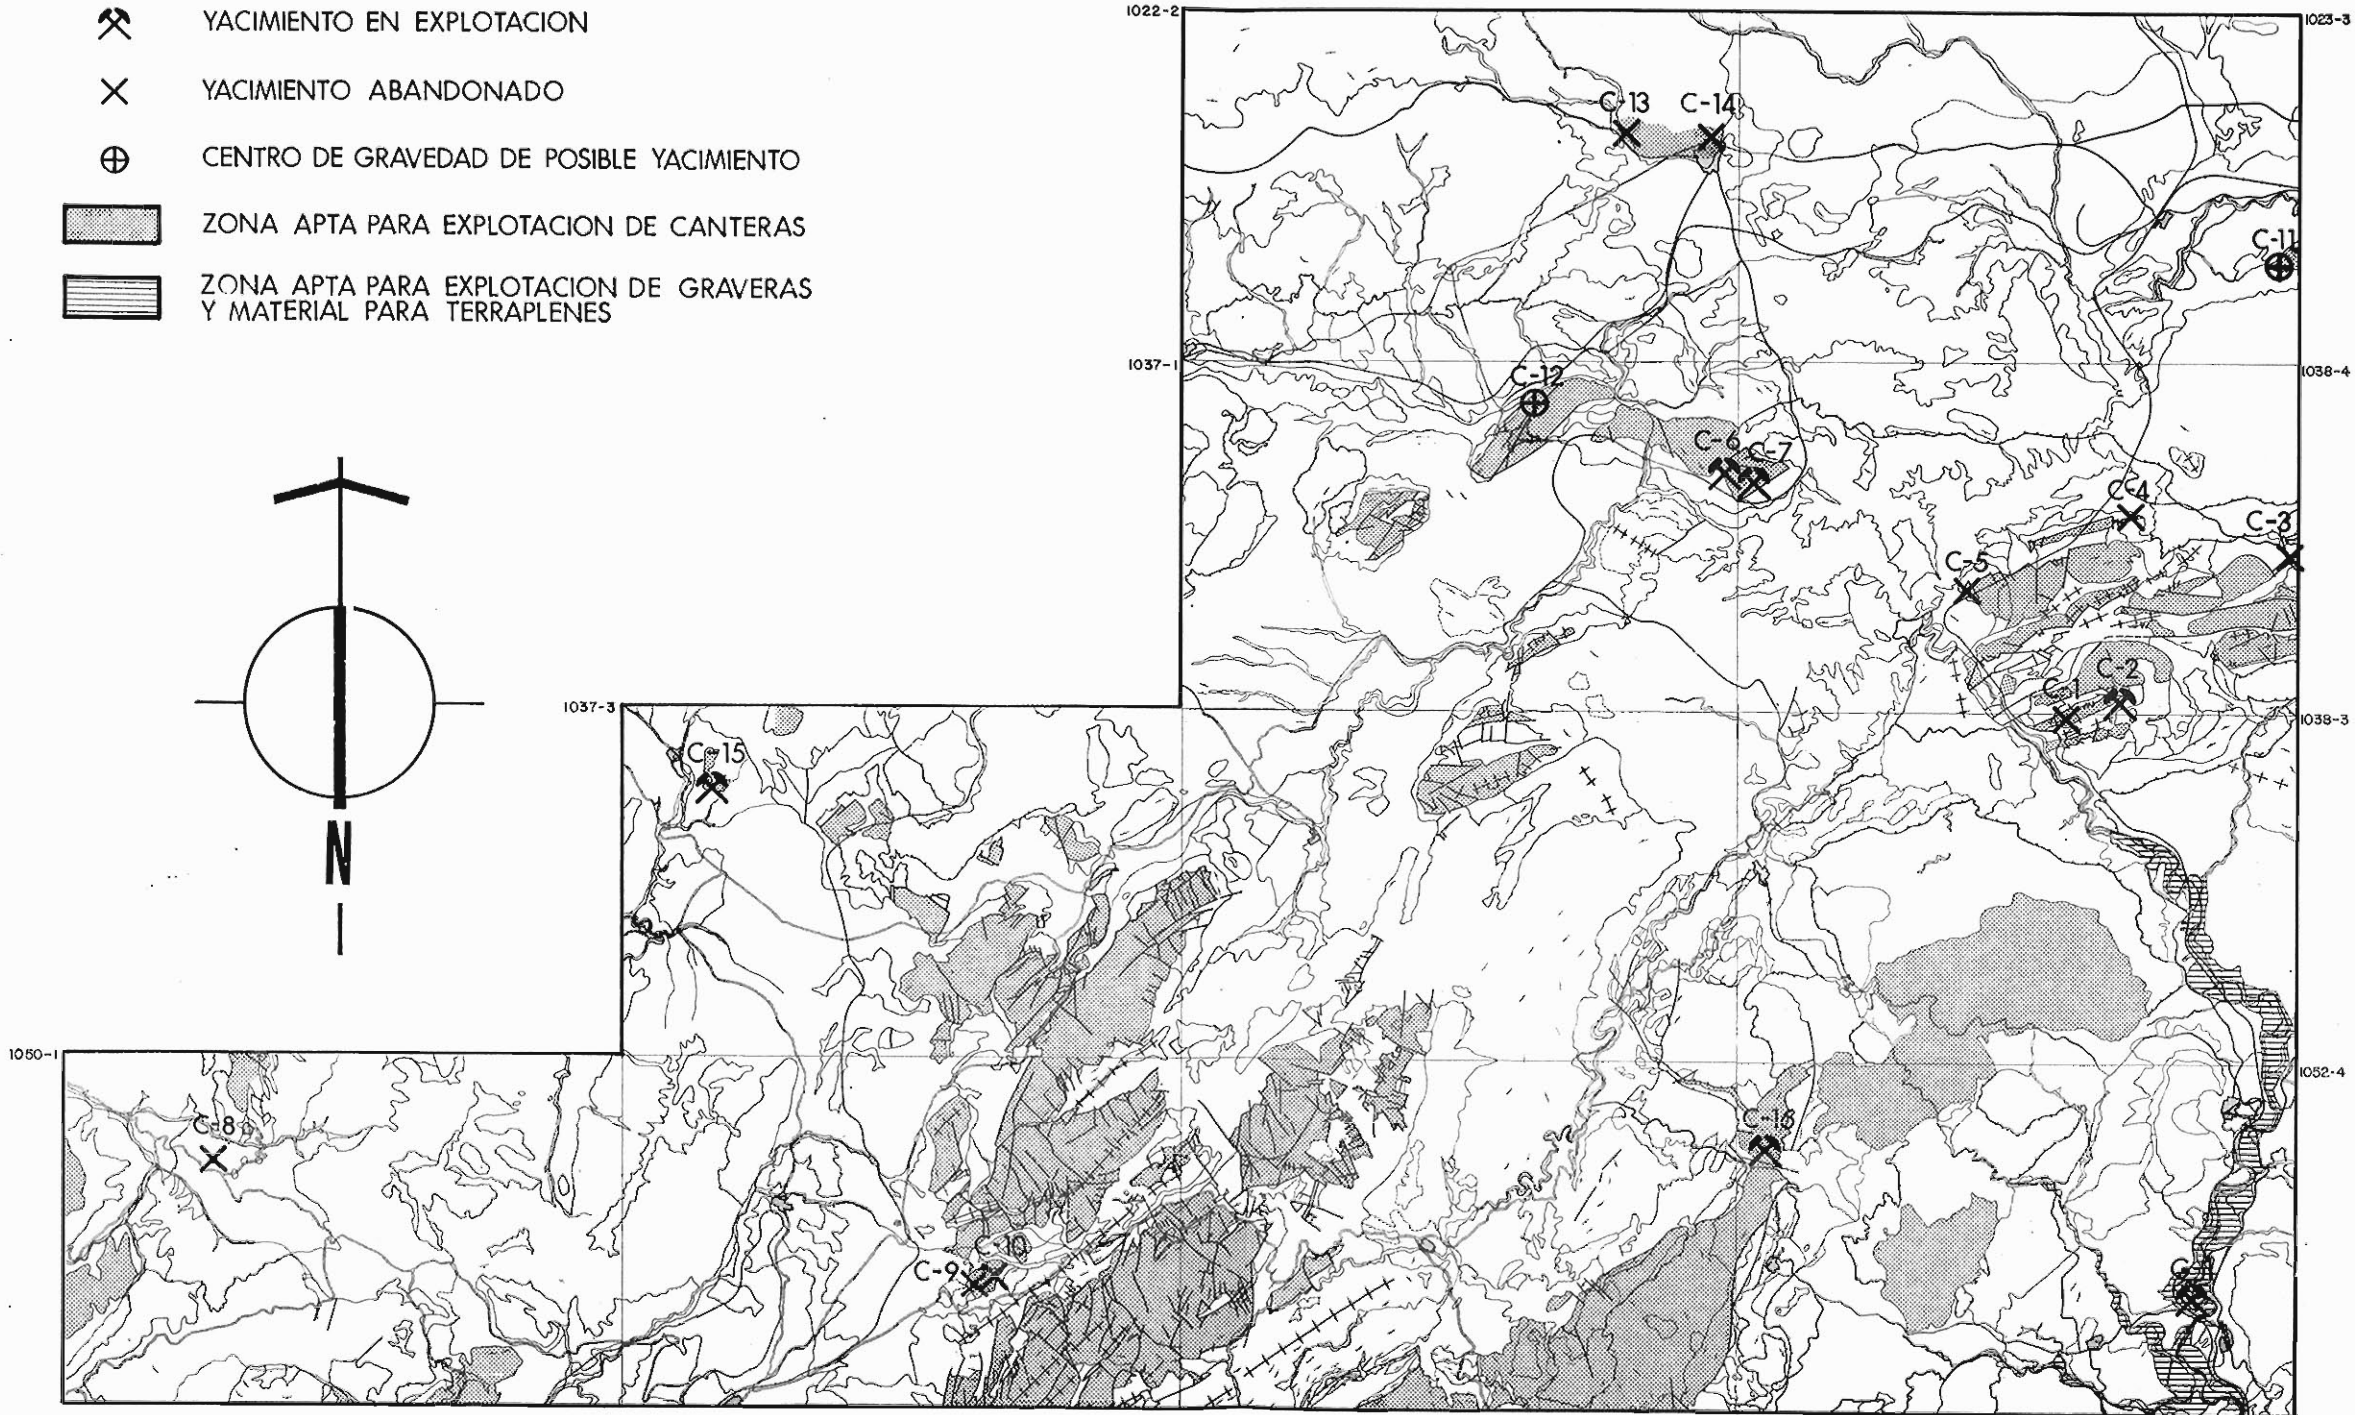 YACIMIENTO EN EXPLOTACION
YACIMIENTO ABANDONADO
CENTRO DE GRAVEDAD DE POSIBLE YACIMIENTO
ZONA APTA PARA EXPLOTACION DE CANTERAS
ZONA APTA PARA EXPLOTACION DE GRAVERAS
Y MATERIAL PARA TERRAPLENES
N
1022-2
1023-3
C-13
C-14
C-11
1037-1
1038-4
C-12
C-6
C-7
C-4
C-3
C-5
C-2
C-1
1037-3
1038-3
C-15
1050-1
1052-4
C-8
C-16
C-10
C-9